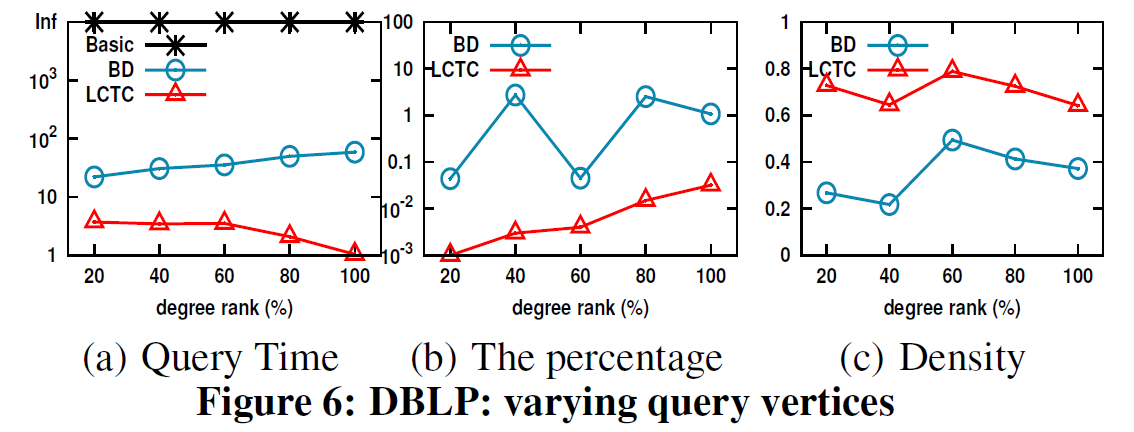 Inf
Basic
BD
LCTC
10^3
10^2
10
1
20 40 60 80 100
degree rank (%)
100
BD
10
LCTC
1
0.1
10^-2
10^-3
20 40 60 80 100
degree rank (%)
1
BD
0.8
LCTC
0.6
0.4
0.2
0
20 40 60 80 100
degree rank (%)
(a) Query Time (b) The percentage (c) Density
Figure 6: DBLP: varying query vertices